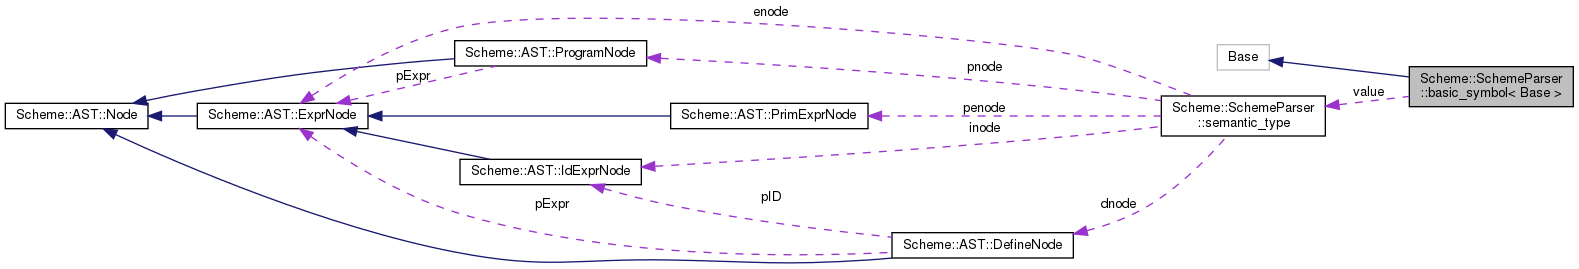 enode
Scheme::AST::ProgramNode
pExpr
pnode
Base
Scheme::SchemeParser
::basic_symbol< Base >
value
Scheme::AST::Node
Scheme::AST::ExprNode
Scheme::AST::PrimExprNode
penode
Scheme::SchemeParser
::semantic_type
inode
Scheme::AST::IdExprNode
pExpr
pID
dnode
Scheme::AST::DefineNode